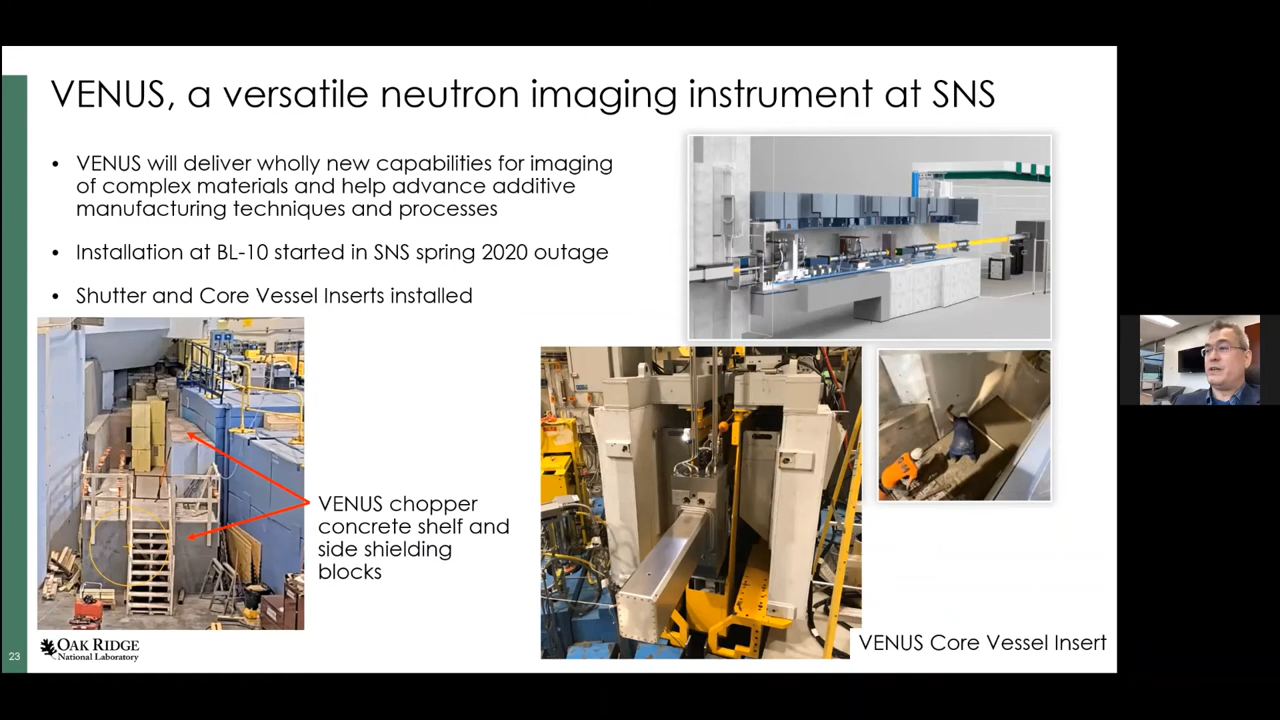 VENUS, a versatile neutron imaging instrument at SNS
• VENUS will deliver wholly new capabilities for imaging
of complex materials and help advance additive
manufacturing techniques and processes
• Installation at BL-10 started in SNS spring 2020 outage
• Shutter and Core Vessel Inserts installed
VENUS chopper
concrete shelf and
side shielding
blocks
VENUS Core Vessel Insert
23
OAK RIDGE
National Laboratory